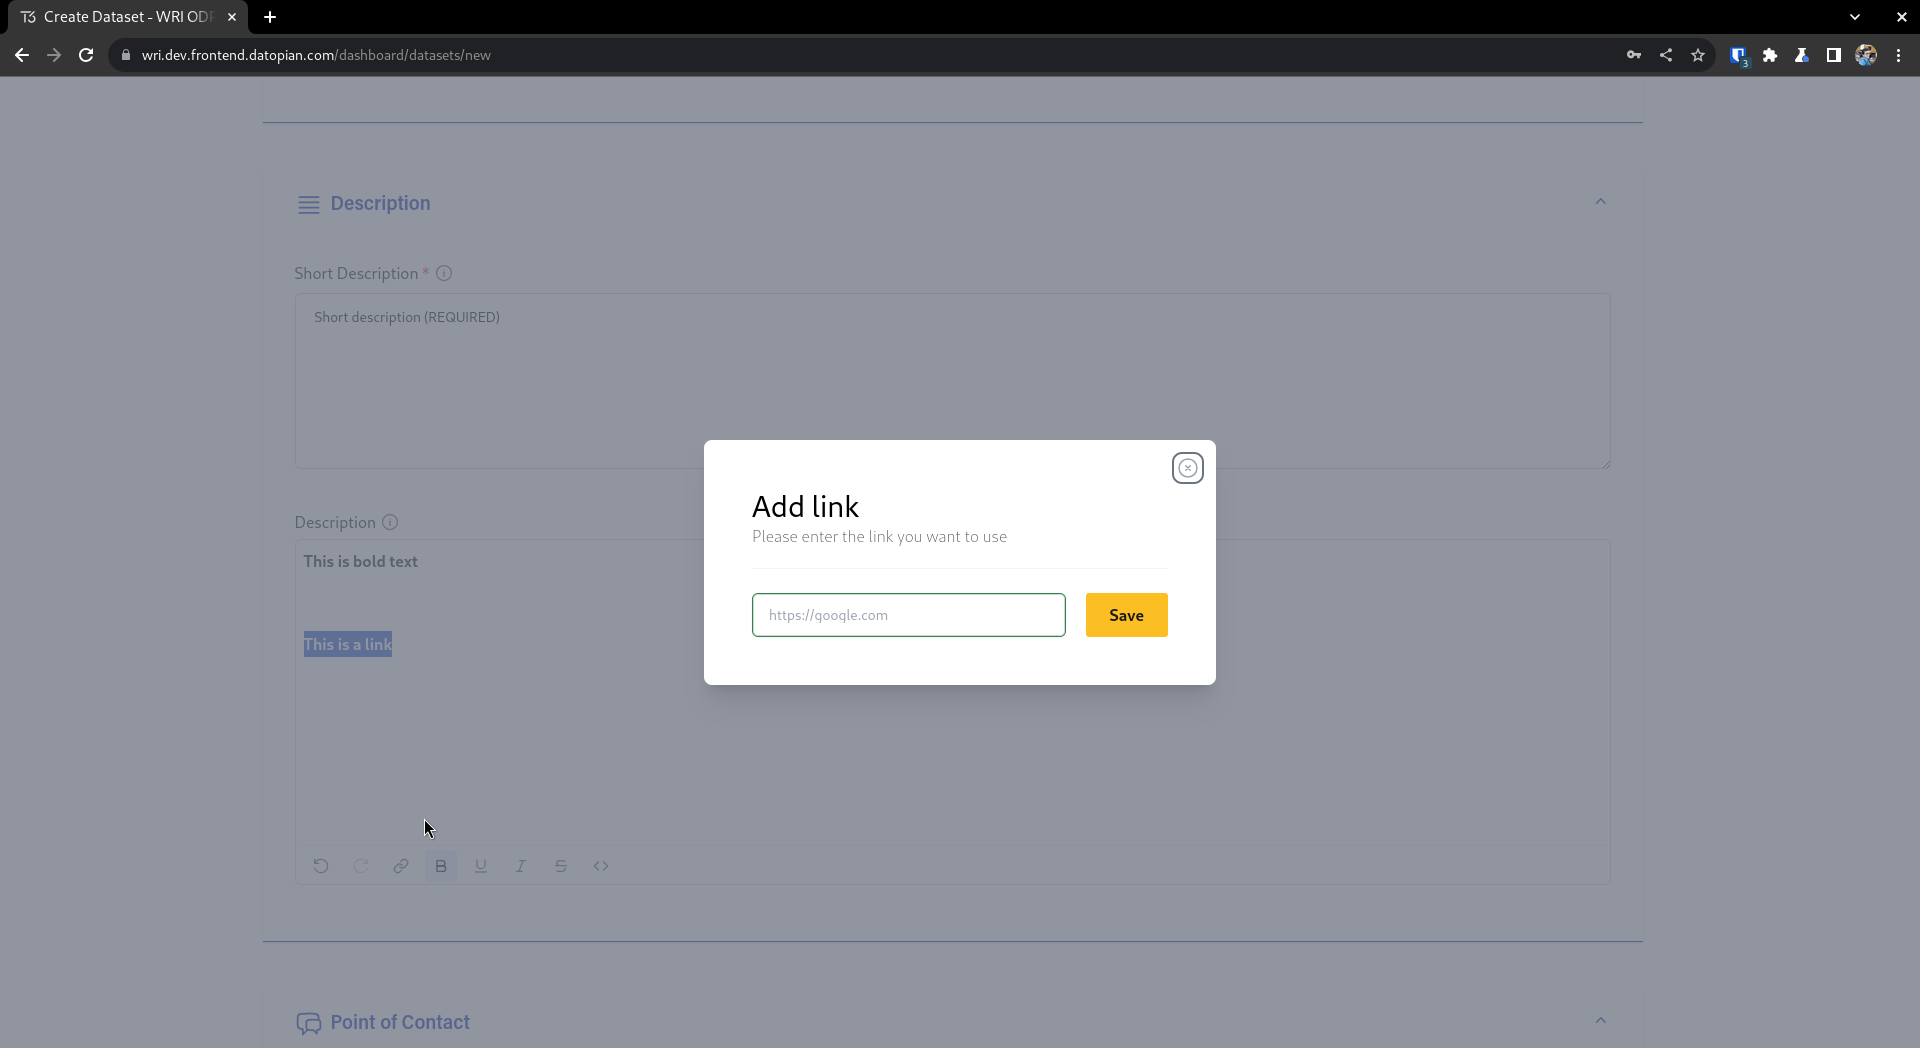 Create Dataset - WRI OD
wri.dev.frontend.datopian.com/dashboard/datasets/new
3
Description
Short Description *
Short description (REQUIRED)
Description
This is bold text
This is a link
Add link
Please enter the link you want to use
https://google.com
Save
Point of Contact